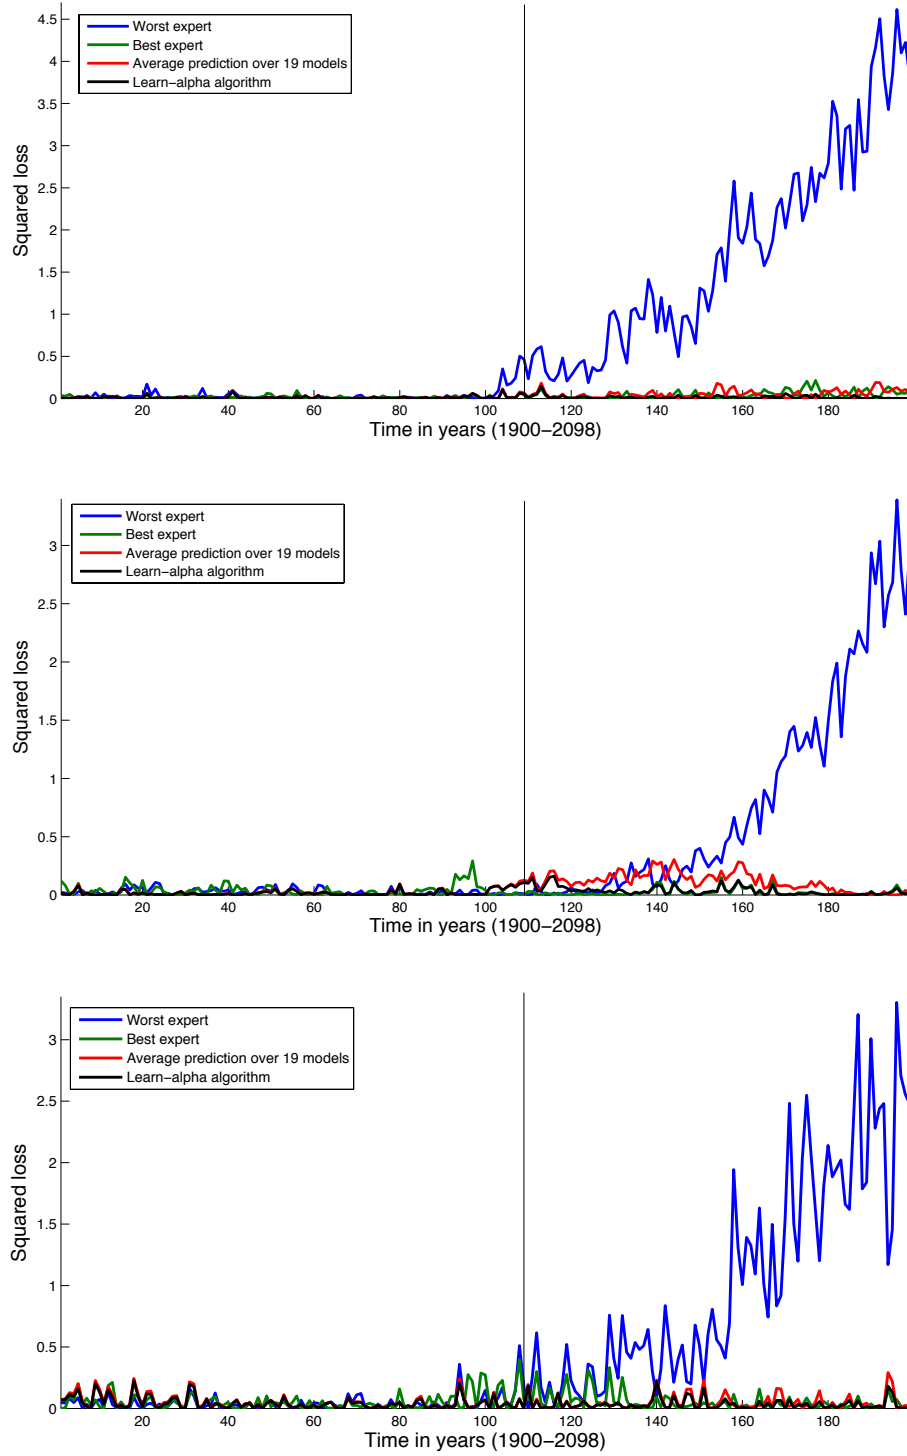 4.5
4
3.5
3
2.5
2
1.5
1
0.5
0
Squared loss
Worst expert
Best expert
Average prediction over 19 models
Learn−alpha algorithm
20 40 60 80 100 120 140 160 180
Time in years (1900−2098)
3
2.5
2
1.5
1
0.5
0
Squared loss
Worst expert
Best expert
Average prediction over 19 models
Learn−alpha algorithm
20 40 60 80 100 120 140 160 180
Time in years (1900−2098)
3
2.5
2
1.5
1
0.5
0
Squared loss
Worst expert
Best expert
Average prediction over 19 models
Learn−alpha algorithm
20 40 60 80 100 120 140 160 180
Time in years (1900−2098)